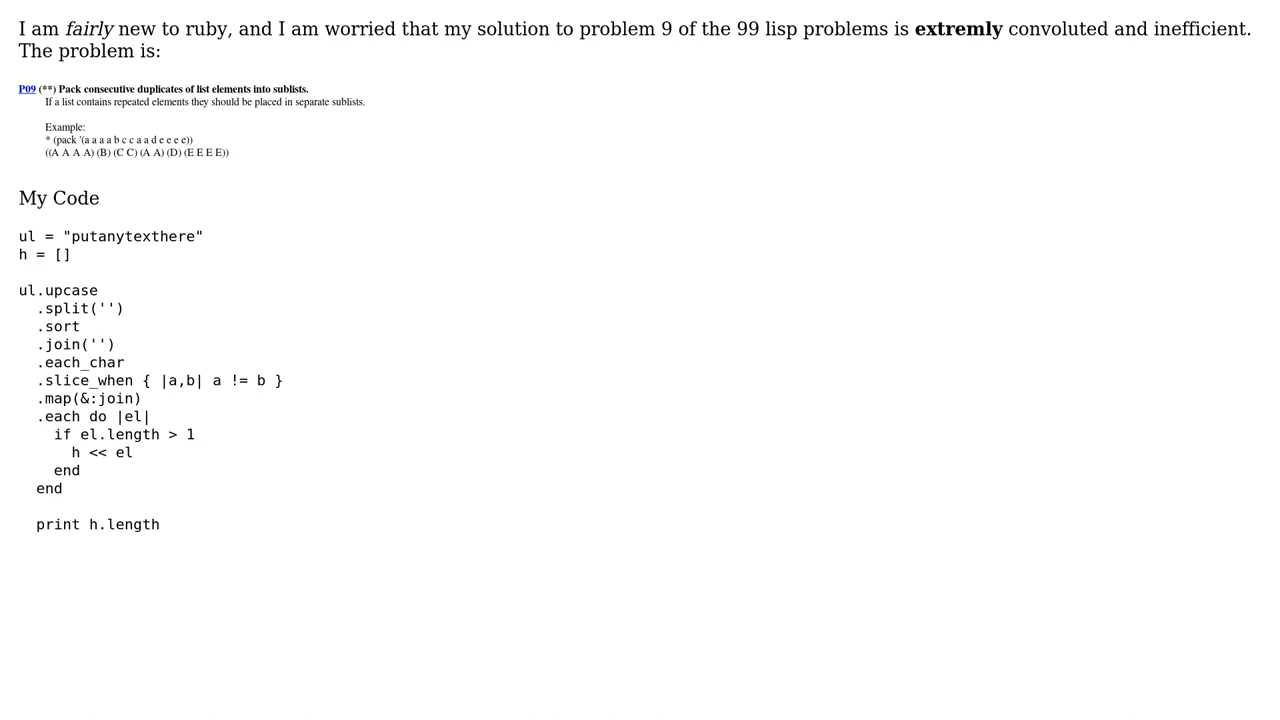 I am fairly new to ruby, and I am worried that my solution to problem 9 of the 99 lisp problems is extremly convoluted and inefficient.
The problem is:
P09 (**) Pack consecutive duplicates of list elements into sublists.
If a list contains repeated elements they should be placed in separate sublists.
Example:
* (pack '(a a a a b c c a a d e e e e))
((A A A A) (B) (C C) (A A) (D) (E E E E))
My Code
ul = "putanytexthere"
h = []
ul.upcase
.split('')
.sort
.join('')
.each_char
.slice_when { |a,b| a != b }
.map(&:join)
.each do |el|
if el.length > 1
h << el
end
end
print h.length